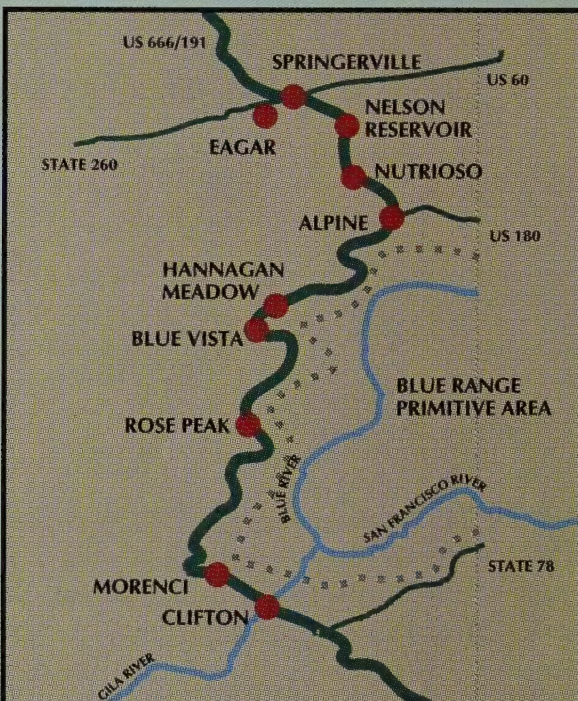 US 666/191
SPRINGERVILLE
US 60
NELSON
RESERVOIR
EAGAR
STATE 260
NUTRIOSO
ALPINE
US 180
HANNAGAN
MEADOW
BLUE VISTA
BLUE RANGE
PRIMITIVE AREA
ROSE PEAK
BLUE RIVER
SAN FRANCISCO RIVER
STATE 78
MORENCI
CLIFTON
GILA RIVER